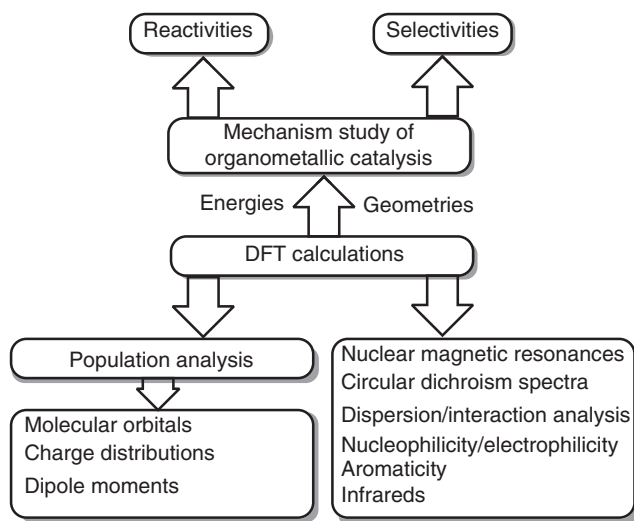 Reactivities
Selectivities
Mechanism study of
organometallic catalysis
Energies
Geometries
DFT calculations
Population analysis
Molecular orbitals
Charge distributions
Dipole moments
Nuclear magnetic resonances
Circular dichroism spectra
Dispersion/interaction analysis
Nucleophilicity/electrophilicity
Aromaticity
Infrareds